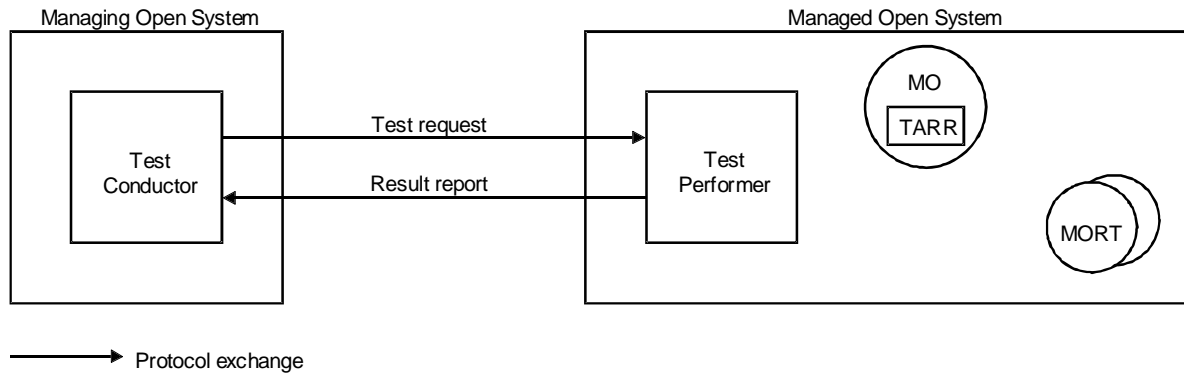 Managing Open System
Managed Open System
MO
TARR
Test request
Test
Conductor
Result report
Test
Performer
MORT
Protocol exchange